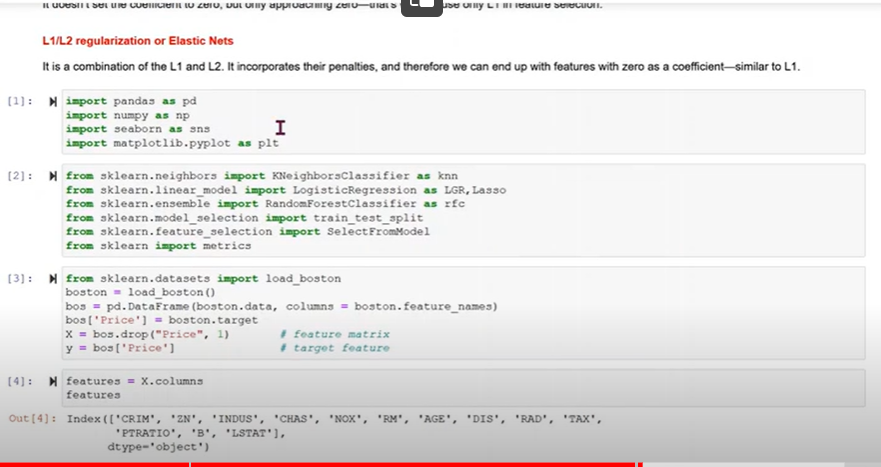 It doesn't set the coefficient to zero, but only approaching zero—that's use only L1 in feature selection.
L1/L2 regularization or Elastic Nets
It is a combination of the L1 and L2. It incorporates their penalties, and therefore we can end up with features with zero as a coefficient—similar to L1.
[1]: import pandas as pd
import numpy as np
import seaborn as sns
import matplotlib.pyplot as plt
[2]: from sklearn.neighbors import KNeighborsClassifier as knn
from sklearn.linear_model import LogisticRegression as LGR,Lasso
from sklearn.ensemble import RandomForestClassifier as rfc
from sklearn.model_selection import train_test_split
from sklearn.feature_selection import SelectFromModel
from sklearn import metrics
[3]: from sklearn.datasets import load_boston
boston = load_boston()
bos = pd.DataFrame(boston.data, columns = boston.feature_names)
bos['Price'] = boston.target
X = bos.drop("Price", 1) # feature matrix
y = bos['Price'] # target feature
[4]: features = X.columns
features
Out[4]: Index(['CRIM', 'ZN', 'INDUS', 'CHAS', 'NOX', 'RM', 'AGE', 'DIS', 'RAD', 'TAX',
'PTRATIO', 'B', 'LSTAT'],
dtype='object')